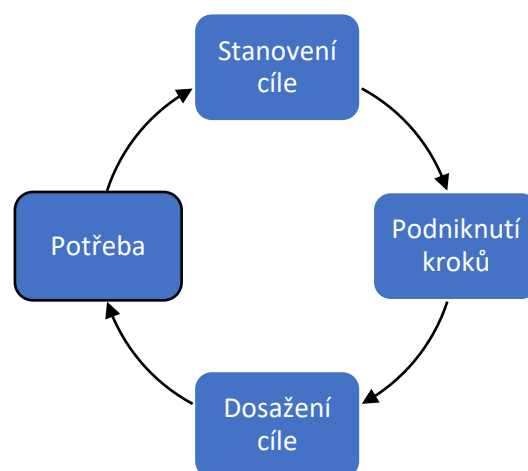 Stanovení
cíle
Podniknutí
kroků
Dosažení
cíle
Potřeba